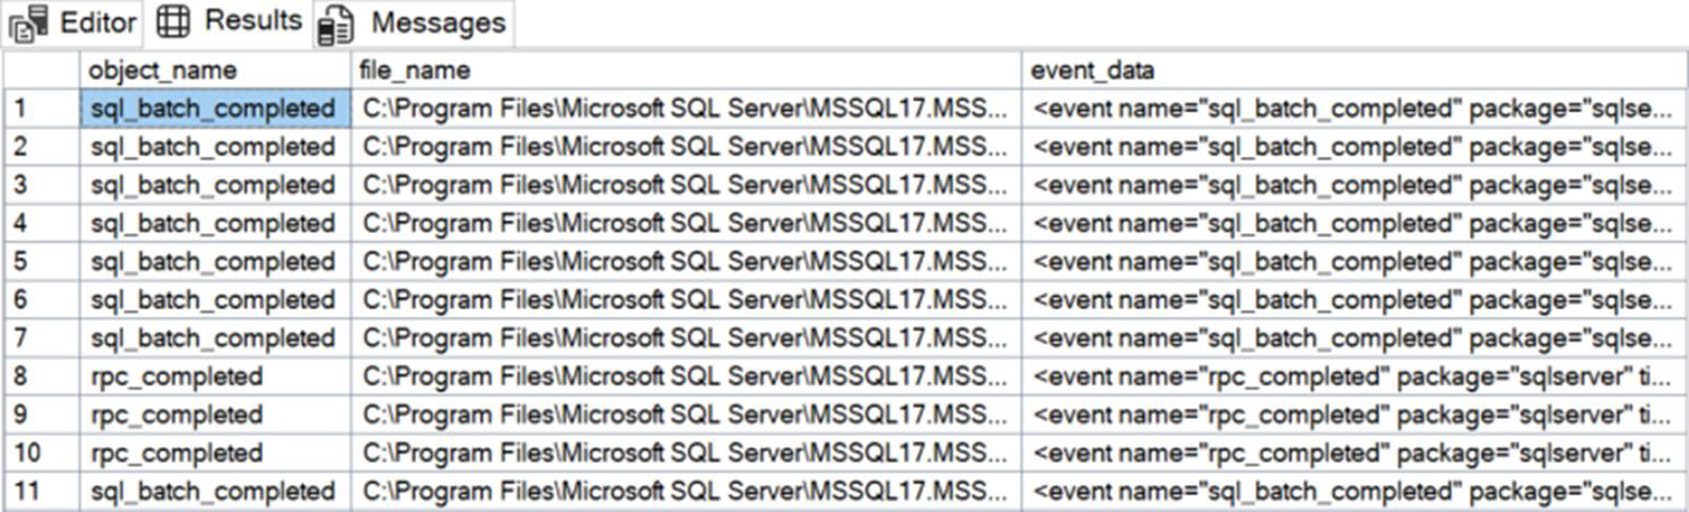 Editor Results Messages
object_name file_name event_data
1 sql_batch_completed C:\Program Files\Microsoft SQL Server\MSSQL17.MSS... <event name="sql_batch_completed" package="sqlse...
2 sql_batch_completed C:\Program Files\Microsoft SQL Server\MSSQL17.MSS... <event name="sql_batch_completed" package="sqlse...
3 sql_batch_completed C:\Program Files\Microsoft SQL Server\MSSQL17.MSS... <event name="sql_batch_completed" package="sqlse...
4 sql_batch_completed C:\Program Files\Microsoft SQL Server\MSSQL17.MSS... <event name="sql_batch_completed" package="sqlse...
5 sql_batch_completed C:\Program Files\Microsoft SQL Server\MSSQL17.MSS... <event name="sql_batch_completed" package="sqlse...
6 sql_batch_completed C:\Program Files\Microsoft SQL Server\MSSQL17.MSS... <event name="sql_batch_completed" package="sqlse...
7 sql_batch_completed C:\Program Files\Microsoft SQL Server\MSSQL17.MSS... <event name="sql_batch_completed" package="sqlse...
8 rpc_completed C:\Program Files\Microsoft SQL Server\MSSQL17.MSS... <event name="rpc_completed" package="sqlserver" ti...
9 rpc_completed C:\Program Files\Microsoft SQL Server\MSSQL17.MSS... <event name="rpc_completed" package="sqlserver" ti...
10 rpc_completed C:\Program Files\Microsoft SQL Server\MSSQL17.MSS... <event name="rpc_completed" package="sqlserver" ti...
11 sql_batch_completed C:\Program Files\Microsoft SQL Server\MSSQL17.MSS... <event name="sql_batch_completed" package="sqlse...